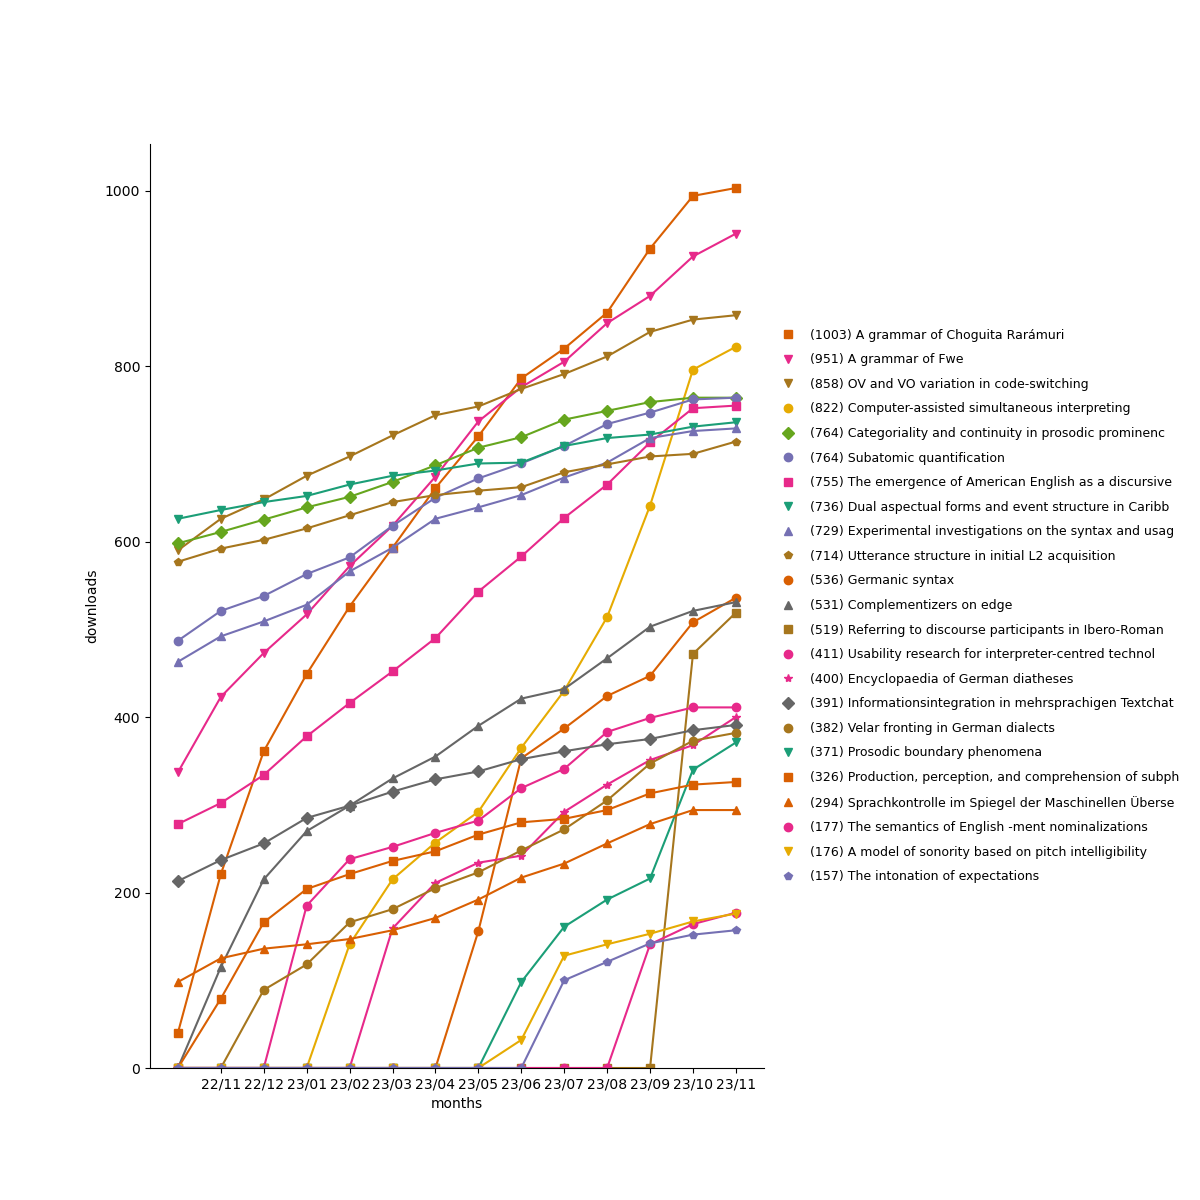 1000
800
600
400
200
0
downloads
22/11 22/12 23/01 23/02 23/03 23/04 23/05 23/06 23/07 23/08 23/09 23/10 23/11
months
(1003) A grammar of Choguita Rarámuri
(951) A grammar of Fwe
(858) OV and VO variation in code-switching
(822) Computer-assisted simultaneous interpreting
(764) Categoriality and continuity in prosodic prominenc
(764) Subatomic quantification
(755) The emergence of American English as a discursive
(736) Dual aspectual forms and event structure in Caribb
(729) Experimental investigations on the syntax and usag
(714) Utterance structure in initial L2 acquisition
(536) Germanic syntax
(531) Complementizers on edge
(519) Referring to discourse participants in Ibero-Roman
(411) Usability research for interpreter-centred technol
(400) Encyclopaedia of German diatheses
(391) Informationsintegration in mehrsprachigen Textchat
(382) Velar fronting in German dialects
(371) Prosodic boundary phenomena
(326) Production, perception, and comprehension of subph
(294) Sprachkontrolle im Spiegel der Maschinellen Überse
(177) The semantics of English -ment nominalizations
(176) A model of sonority based on pitch intelligibility
(157) The intonation of expectations